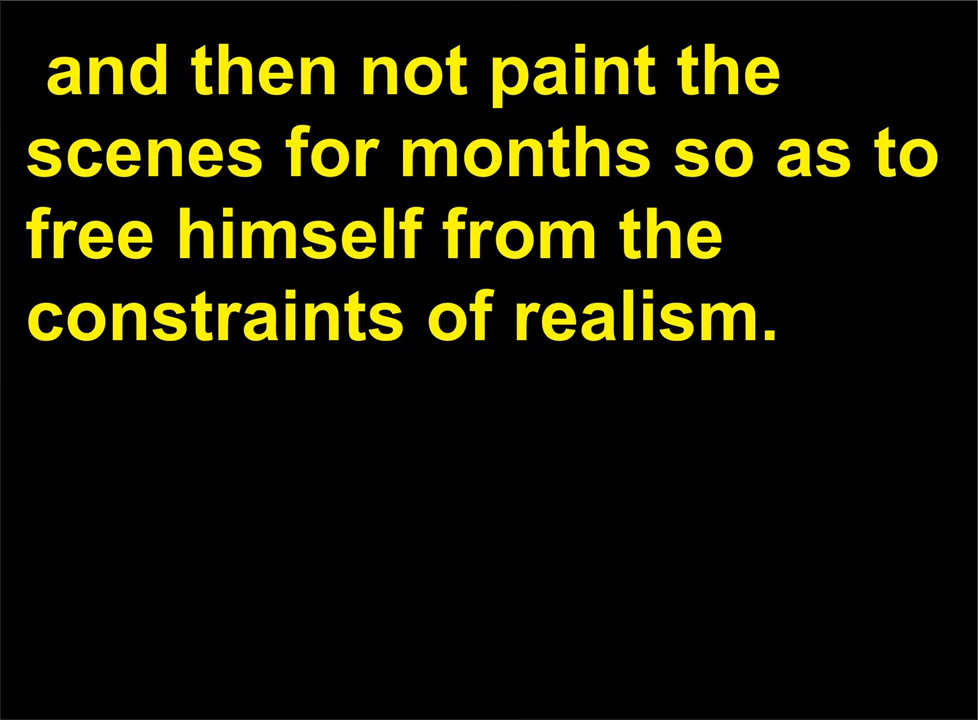 and then not paint the
scenes for months so as to
free himself from the
constraints of realism.